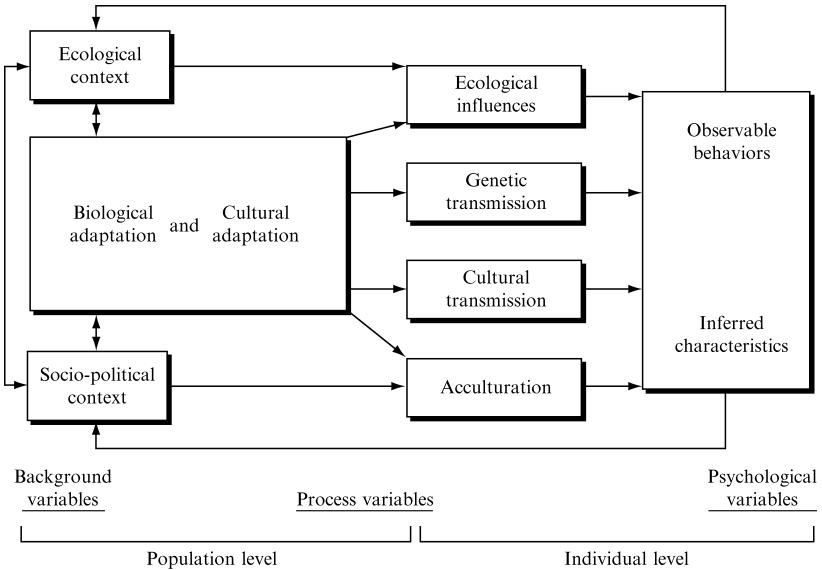 Ecological
context
Ecological
influences
Observable
behaviors
Biological
adaptation
and
Cultural
adaptation
Genetic
transmission
Cultural
transmission
Inferred
characteristics
Socio-political
context
Acculturation
Background
variables
Process variables
Psychological
variables
Population level
Individual level